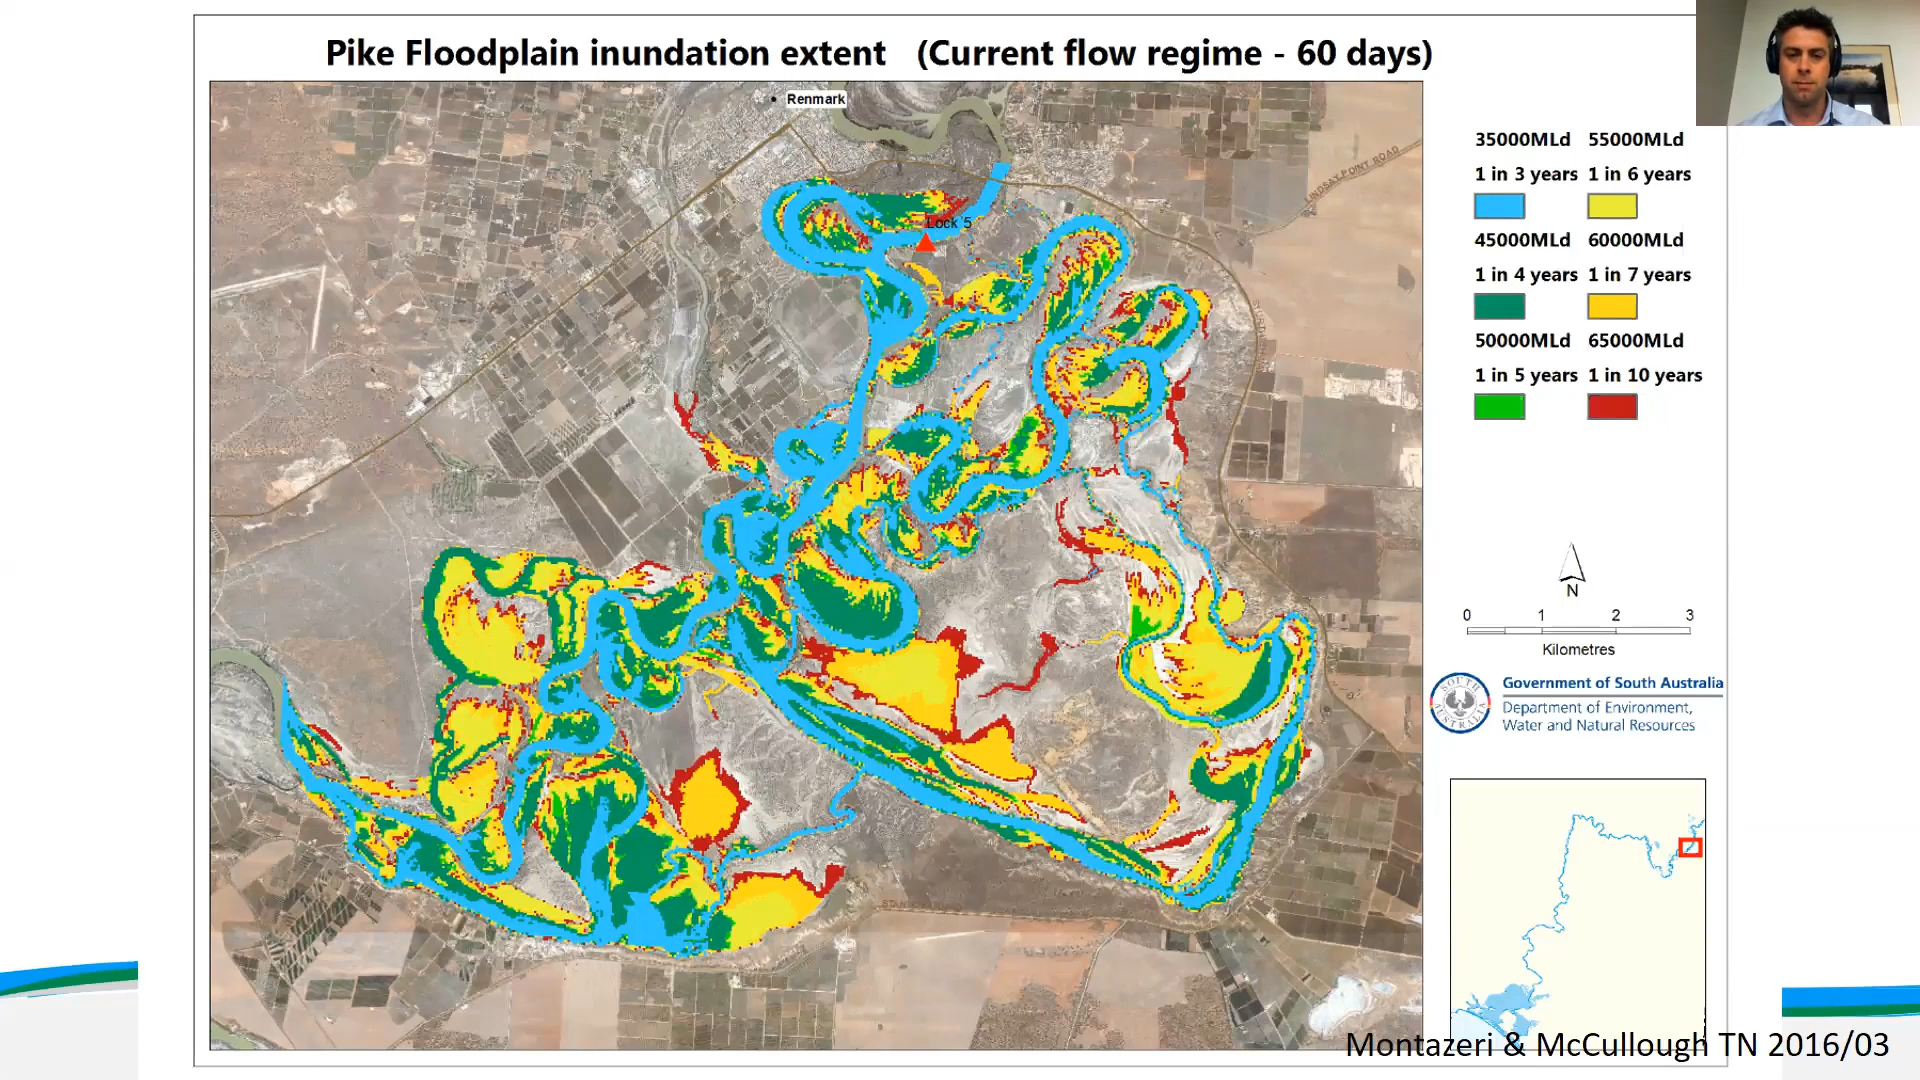 Pike Floodplain inundation extent (Current flow regime - 60 days)
Renmark
LINDSAY POINT ROAD
Lock 5
35000MLd 55000MLd
1 in 3 years 1 in 6 years
45000MLd 60000MLd
1 in 4 years 1 in 7 years
50000MLd 65000MLd
1 in 5 years 1 in 10 years
N
0 1 2 3
Kilometres
SOUTH AUSTRALIA
Government of South Australia
Department of Environment,
Water and Natural Resources
Montazeri & McCullough TN 2016/03